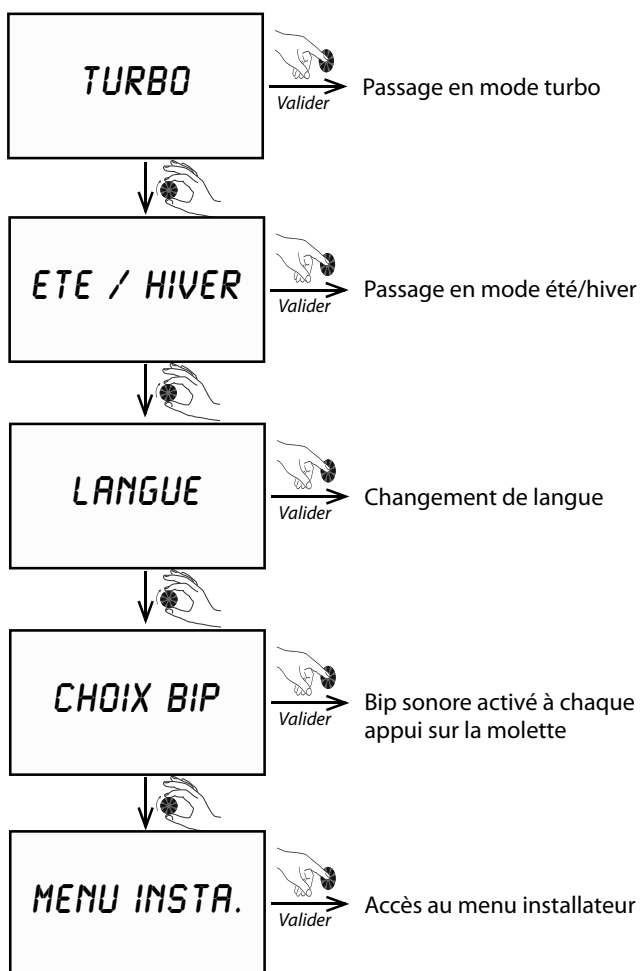 TURBO
Valider
Passage en mode turbo
ETE / HIVER
Valider
Passage en mode été/hiver
LANGUE
Valider
Changement de langue
CHOIX BIP
Valider
Bip sonore activé à chaque
appui sur la molette
MENU INSTA.
Valider
Accès au menu installateur